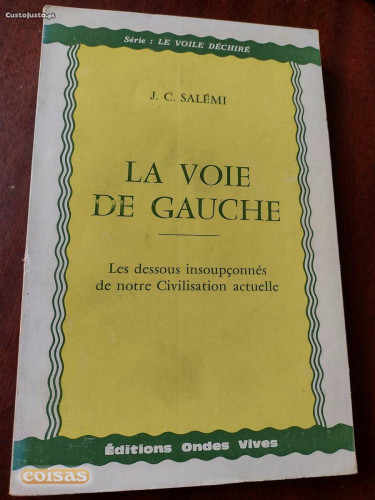 CustoJusto.pt
Série : LE VOILE DÉCHIRÉ
J. C. SALÉMI
LA VOIE
DE GAUCHE
Les dessous insoupçonnés
de notre Civilisation actuelle
Éditions Ondes Vives
coisas